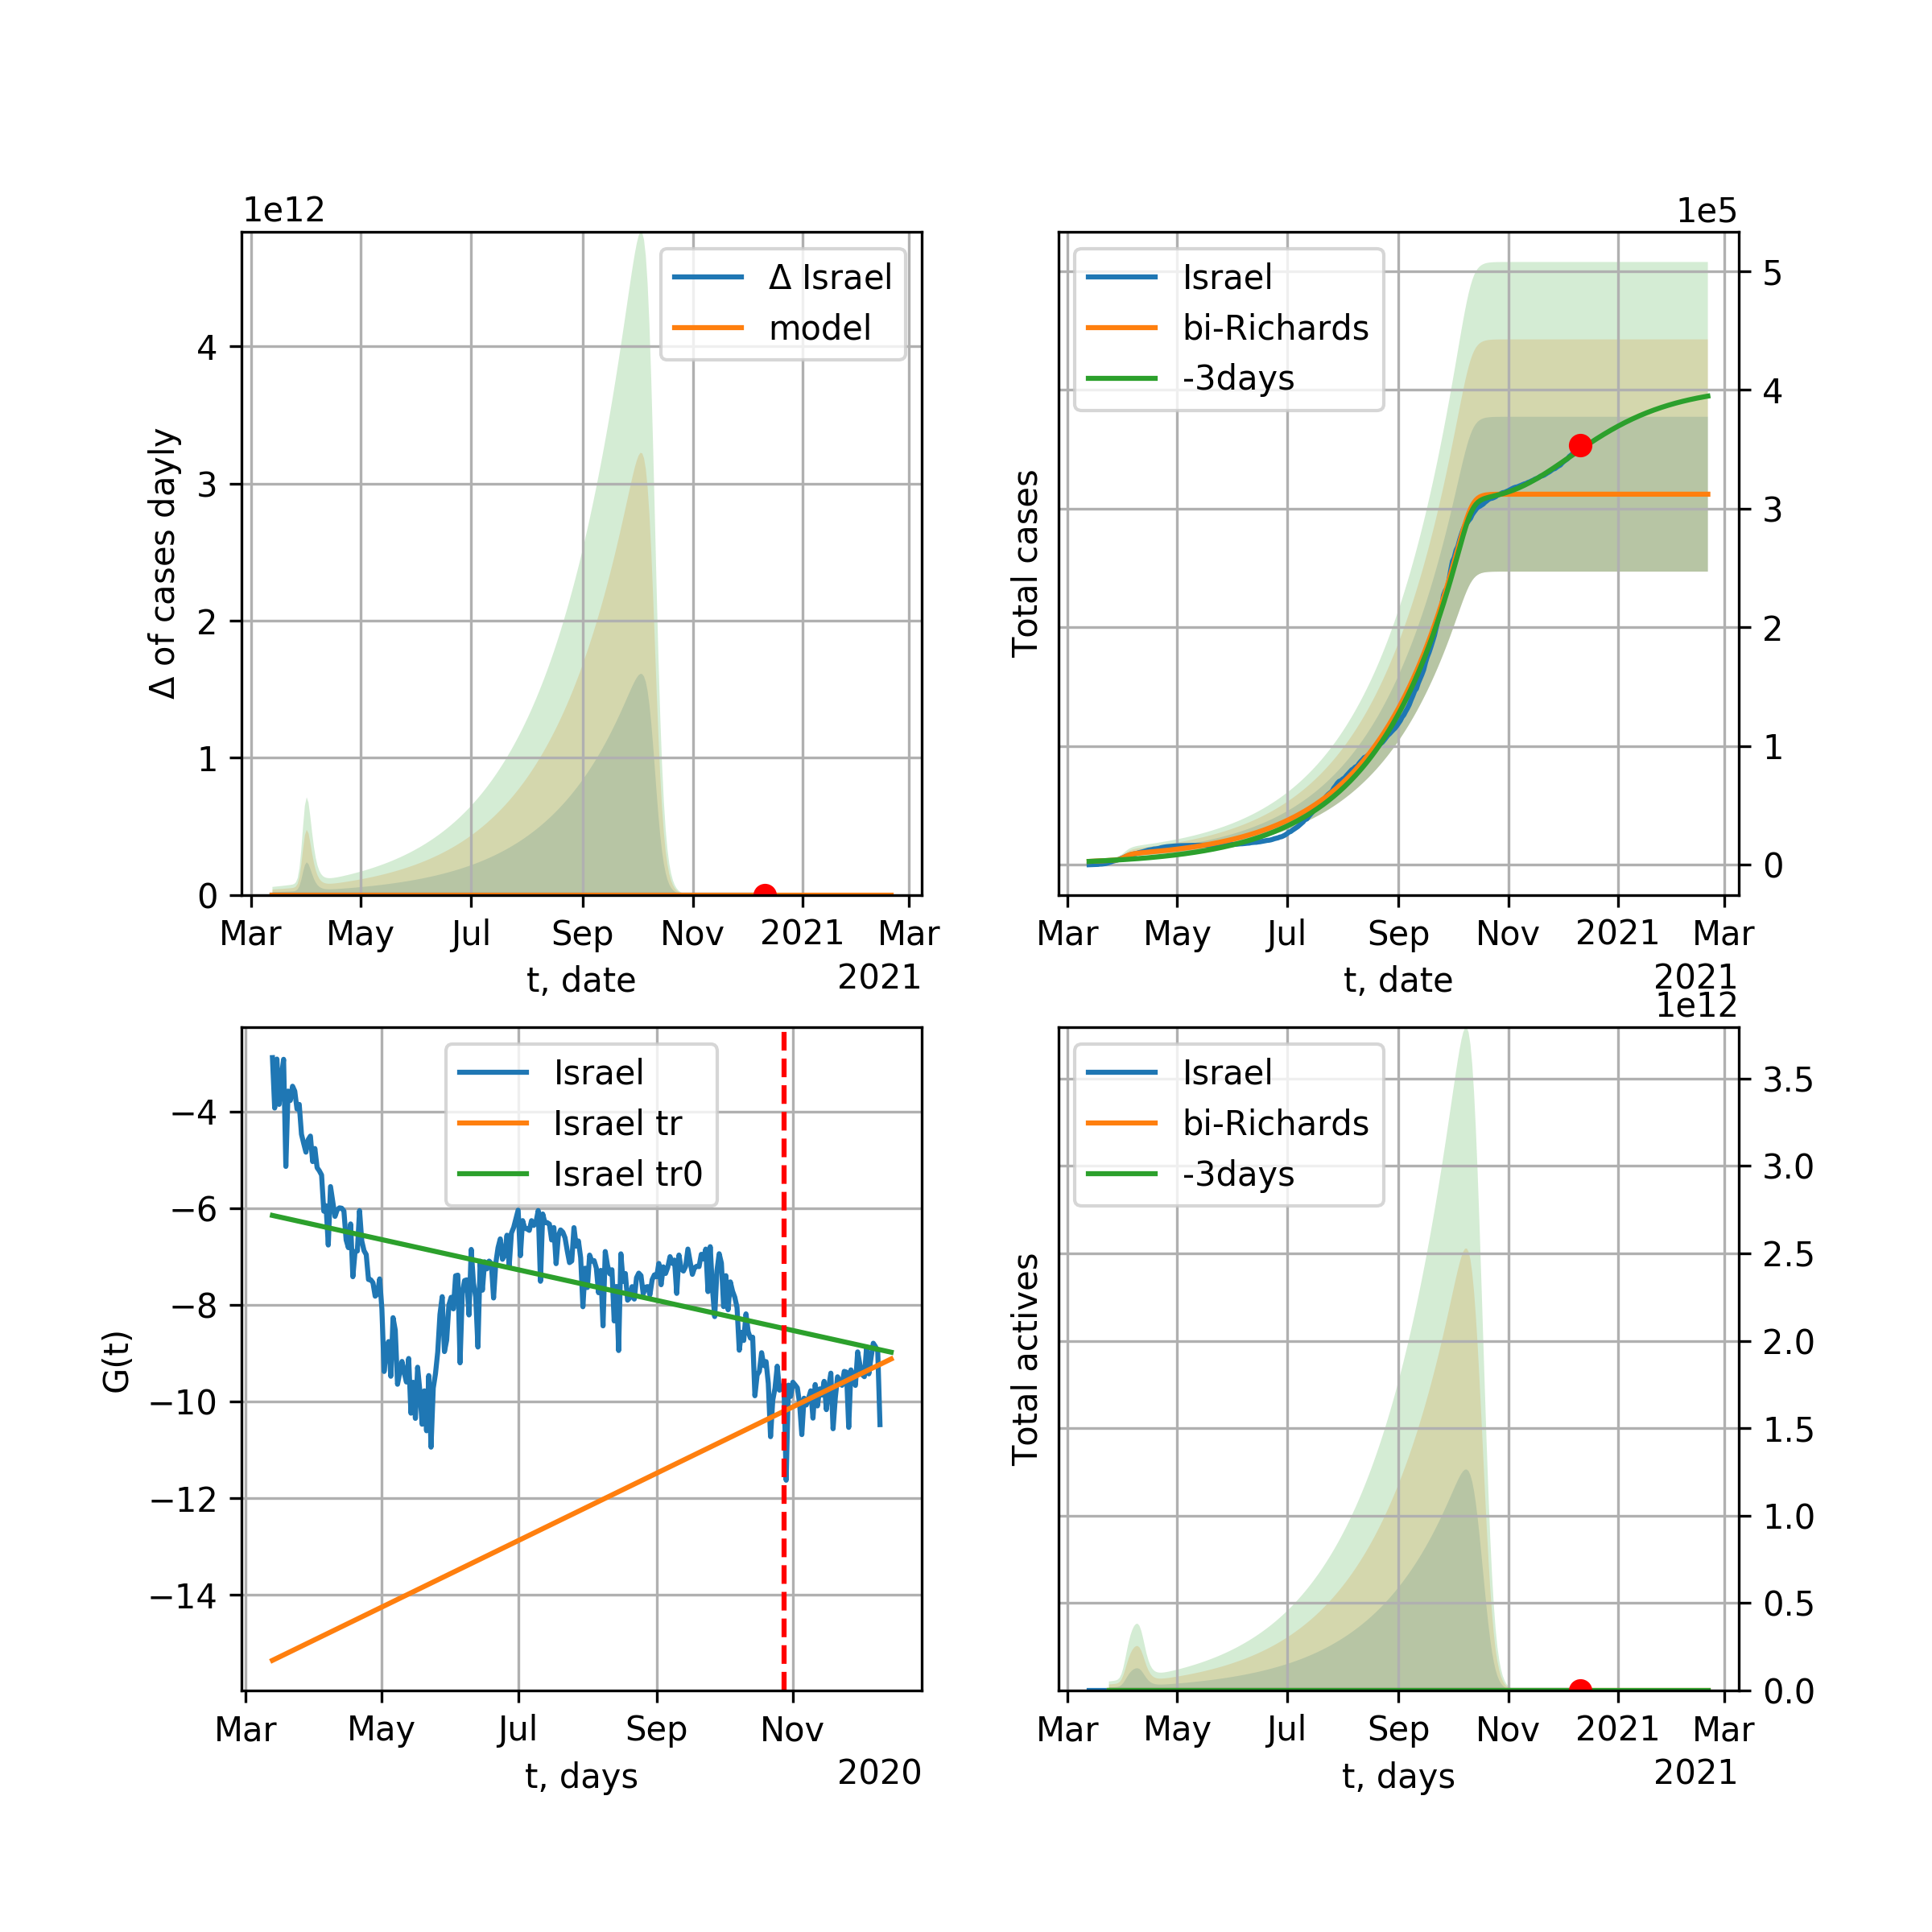 1e12
Δ of cases dayly
4
3
2
1
0
Δ Israel
model
Mar May Jul Sep Nov 2021 Mar
t, date
2021
1e5
Total cases
Israel
bi-Richards
-3days
5
4
3
2
1
0
Mar May Jul Sep Nov 2021 Mar
t, date
2021
G(t)
−4
−6
−8
−10
−12
−14
Israel
Israel tr
Israel tr0
Mar May Jul Sep Nov
t, days
2020
1e12
Total actives
Israel
bi-Richards
-3days
3.5
3.0
2.5
2.0
1.5
1.0
0.5
0.0
Mar May Jul Sep Nov 2021 Mar
t, days
2021